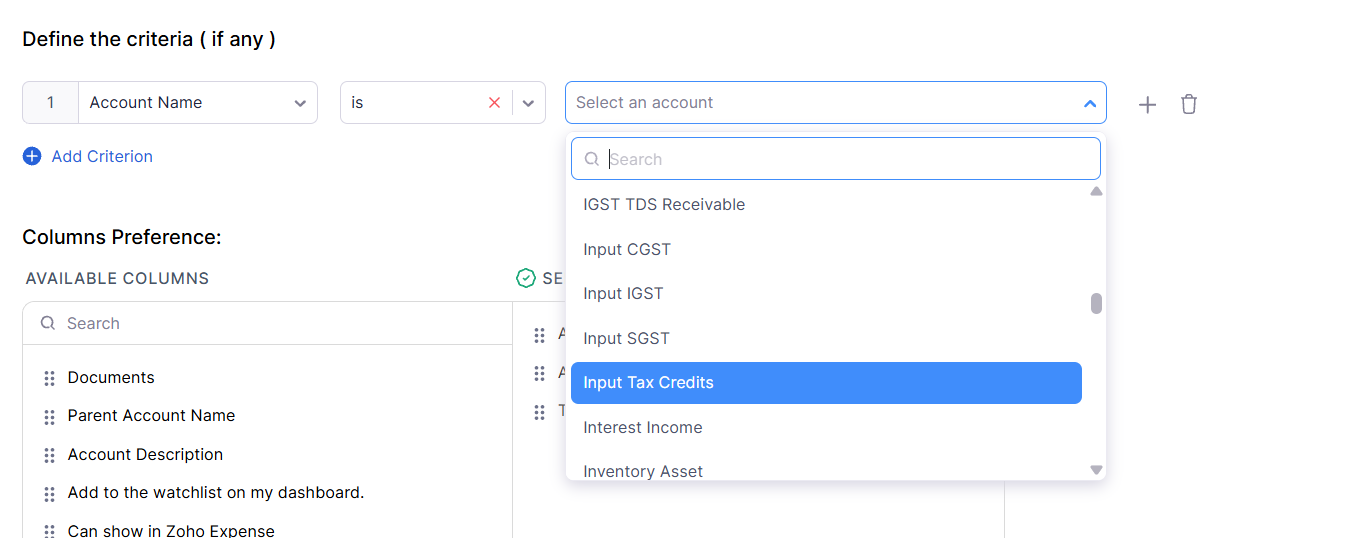 Define the criteria ( if any )
1 Account Name is Select an account
Add Criterion
Search
IGST TDS Receivable
Input CGST
Input IGST
Input SGST
Input Tax Credits
Interest Income
Inventory Asset
Columns Preference:
AVAILABLE COLUMNS
Search
Documents
Parent Account Name
Account Description
Add to the watchlist on my dashboard.
Can show in Zoho Expense